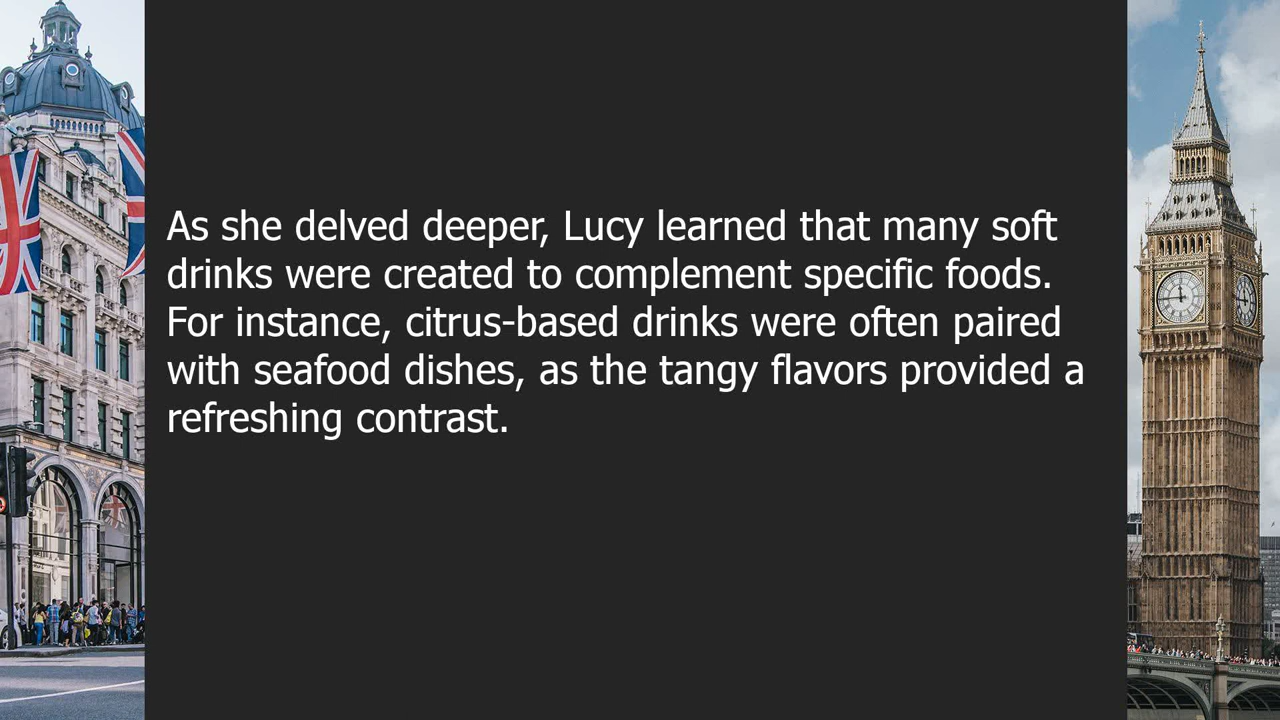 As she delved deeper, Lucy learned that many soft
drinks were created to complement specific foods.
For instance, citrus-based drinks were often paired
with seafood dishes, as the tangy flavors provided a
refreshing contrast.